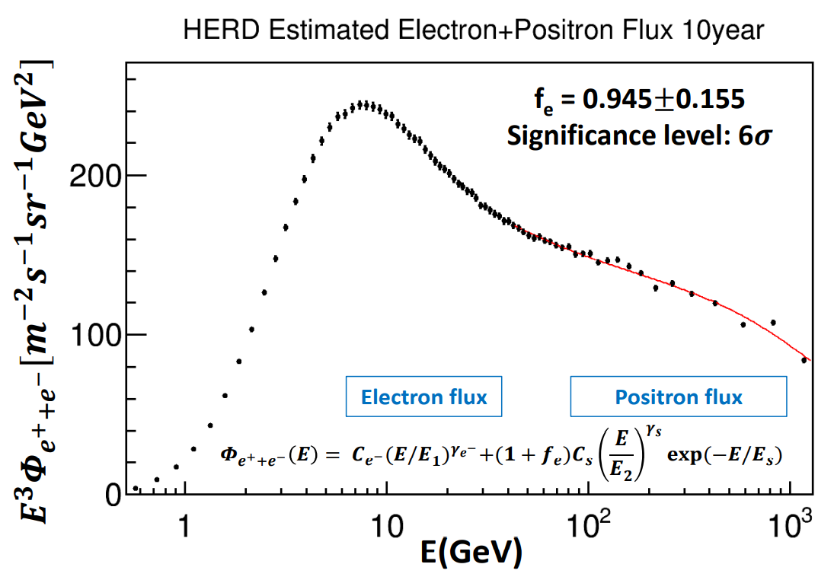 HERD Estimated Electron+Positron Flux 10year
f_e = 0.945±0.155
Significance level: 6σ
E^3Φ_{e^++e^-}[m^{-2}s^{-1}sr^{-1}GeV^2]
200
100
0
Electron flux
Positron flux
Φ_{e^++e^-}(E) = C_{e^-}(E/E_1)^{γ_{e^-}}+(1 + f_e)C_s(E/E_2)^{γ_s} exp(−E/E_s)
1 10 10^2 10^3
E(GeV)